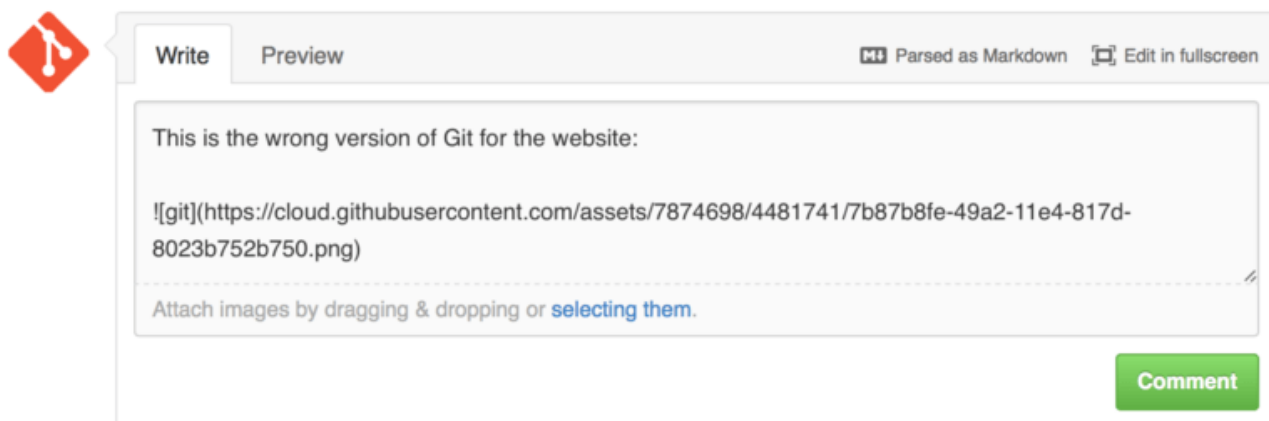 Write Preview Parsed as Markdown Edit in fullscreen
This is the wrong version of Git for the website:
![git](https://cloud.githubusercontent.com/assets/7874698/4481741/7b87b8fe-49a2-11e4-817d-
8023b752b750.png)
Attach images by dragging & dropping or selecting them.
Comment